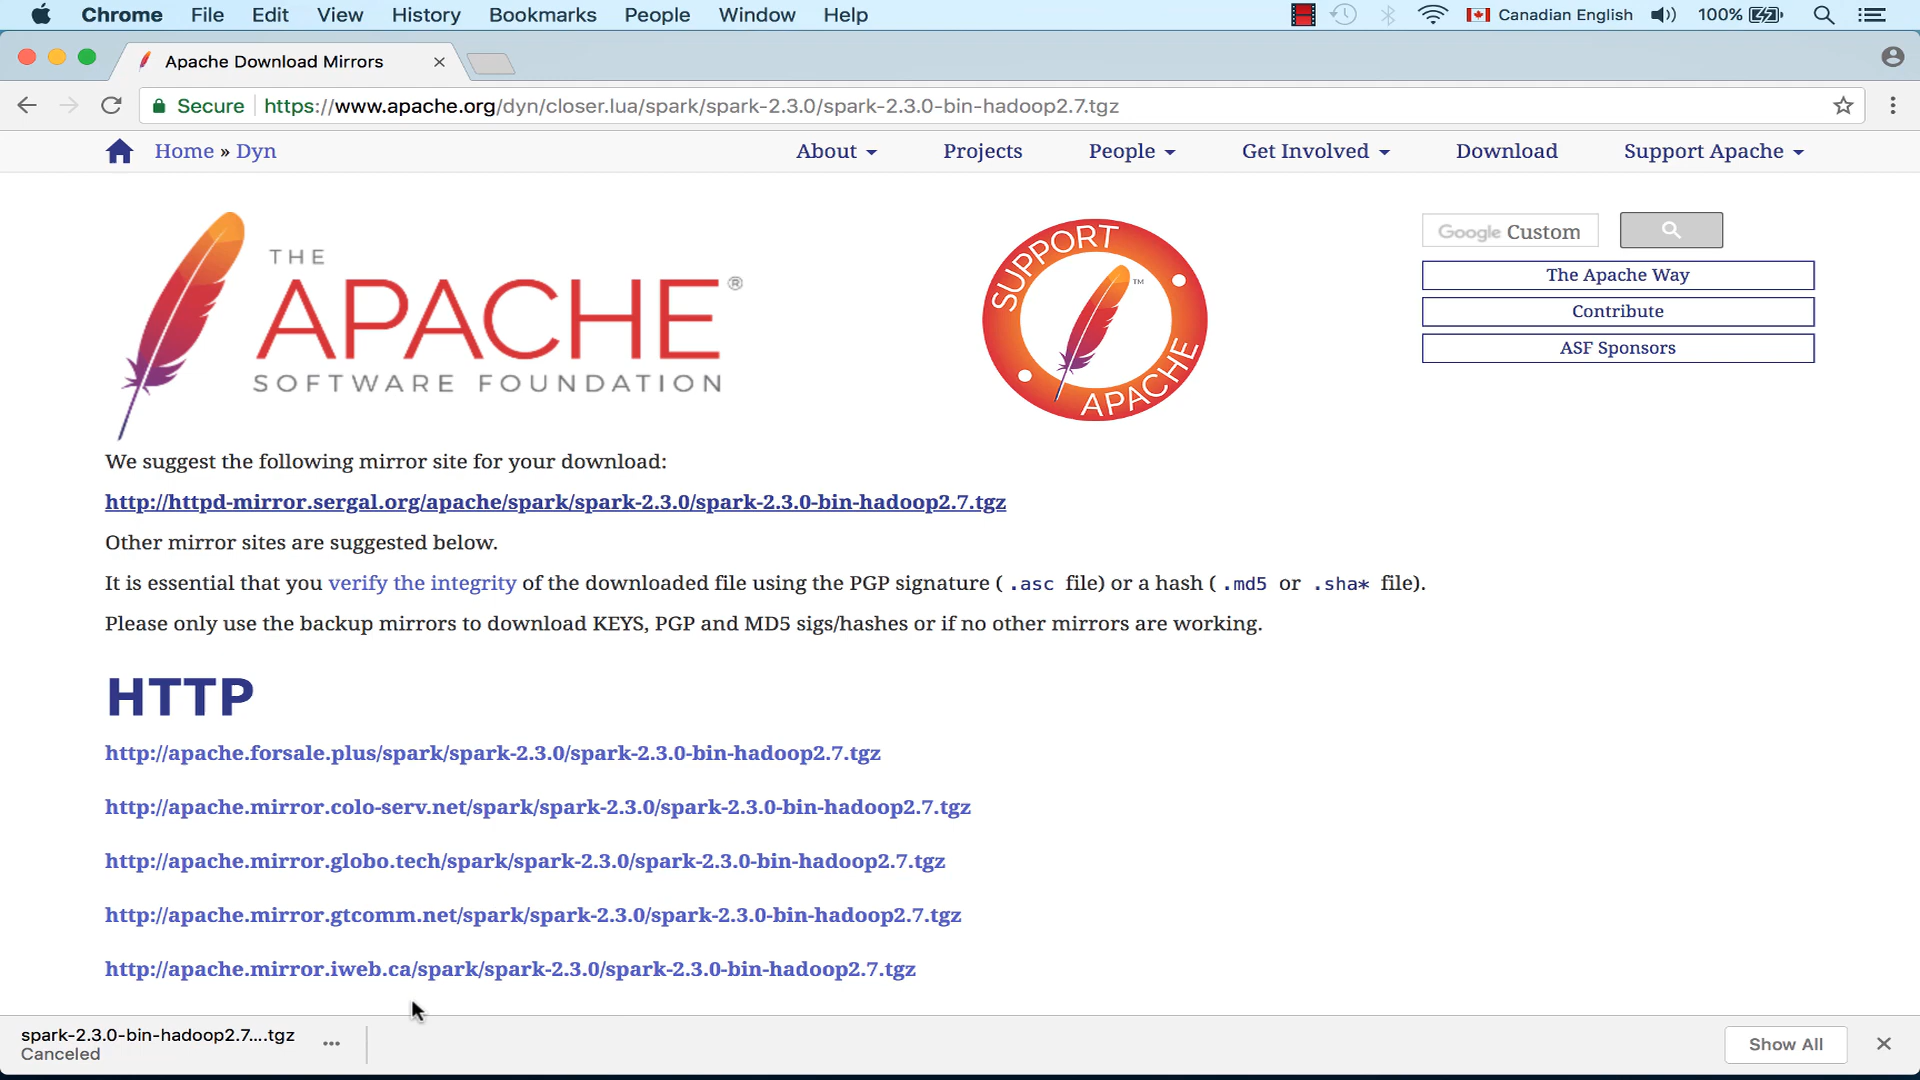 Chrome File Edit View History Bookmarks People Window Help Canadian English 100%
Apache Download Mirrors
Secure https://www.apache.org/dyn/closer.lua/spark/spark-2.3.0/spark-2.3.0-bin-hadoop2.7.tgz
Home » Dyn About Projects People Get Involved Download Support Apache
THE
APACHE®
SOFTWARE FOUNDATION
SUPPORT
APACHE
™
Google Custom
The Apache Way
Contribute
ASF Sponsors
We suggest the following mirror site for your download:
http://httpd-mirror.sergal.org/apache/spark/spark-2.3.0/spark-2.3.0-bin-hadoop2.7.tgz
Other mirror sites are suggested below.
It is essential that you verify the integrity of the downloaded file using the PGP signature ( .asc file) or a hash ( .md5 or .sha* file).
Please only use the backup mirrors to download KEYS, PGP and MD5 sigs/hashes or if no other mirrors are working.
HTTP
http://apache.forsale.plus/spark/spark-2.3.0/spark-2.3.0-bin-hadoop2.7.tgz
http://apache.mirror.colo-serv.net/spark/spark-2.3.0/spark-2.3.0-bin-hadoop2.7.tgz
http://apache.mirror.globo.tech/spark/spark-2.3.0/spark-2.3.0-bin-hadoop2.7.tgz
http://apache.mirror.gtcomm.net/spark/spark-2.3.0/spark-2.3.0-bin-hadoop2.7.tgz
http://apache.mirror.iweb.ca/spark/spark-2.3.0/spark-2.3.0-bin-hadoop2.7.tgz
spark-2.3.0-bin-hadoop2.7....tgz
Canceled
Show All